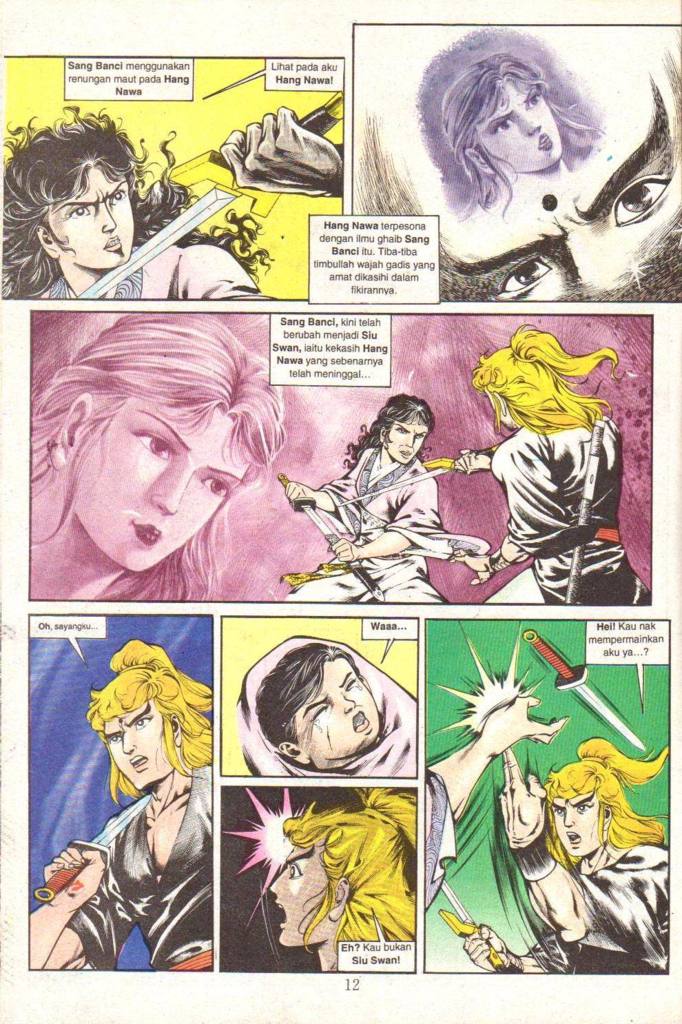 Sang Banci menggunakan
renungan maut pada Hang
Nawa
Lihat pada aku
Hang Nawa!
Hang Nawa terpesona
dengan ilmu ghaib Sang
Banci itu. Tiba-tiba
timbullah wajah gadis yang
amat dikasihi dalam
fikirannya.
Sang Banci, kini telah
berubah menjadi Siu
Swan, iaitu kekasih Hang
Nawa yang sebenarnya
telah meninggal...
Oh, sayangku...
Waaa...
Eh? Kau bukan
Siu Swan!
Hei! Kau nak
mempermainkan
aku ya...?
12